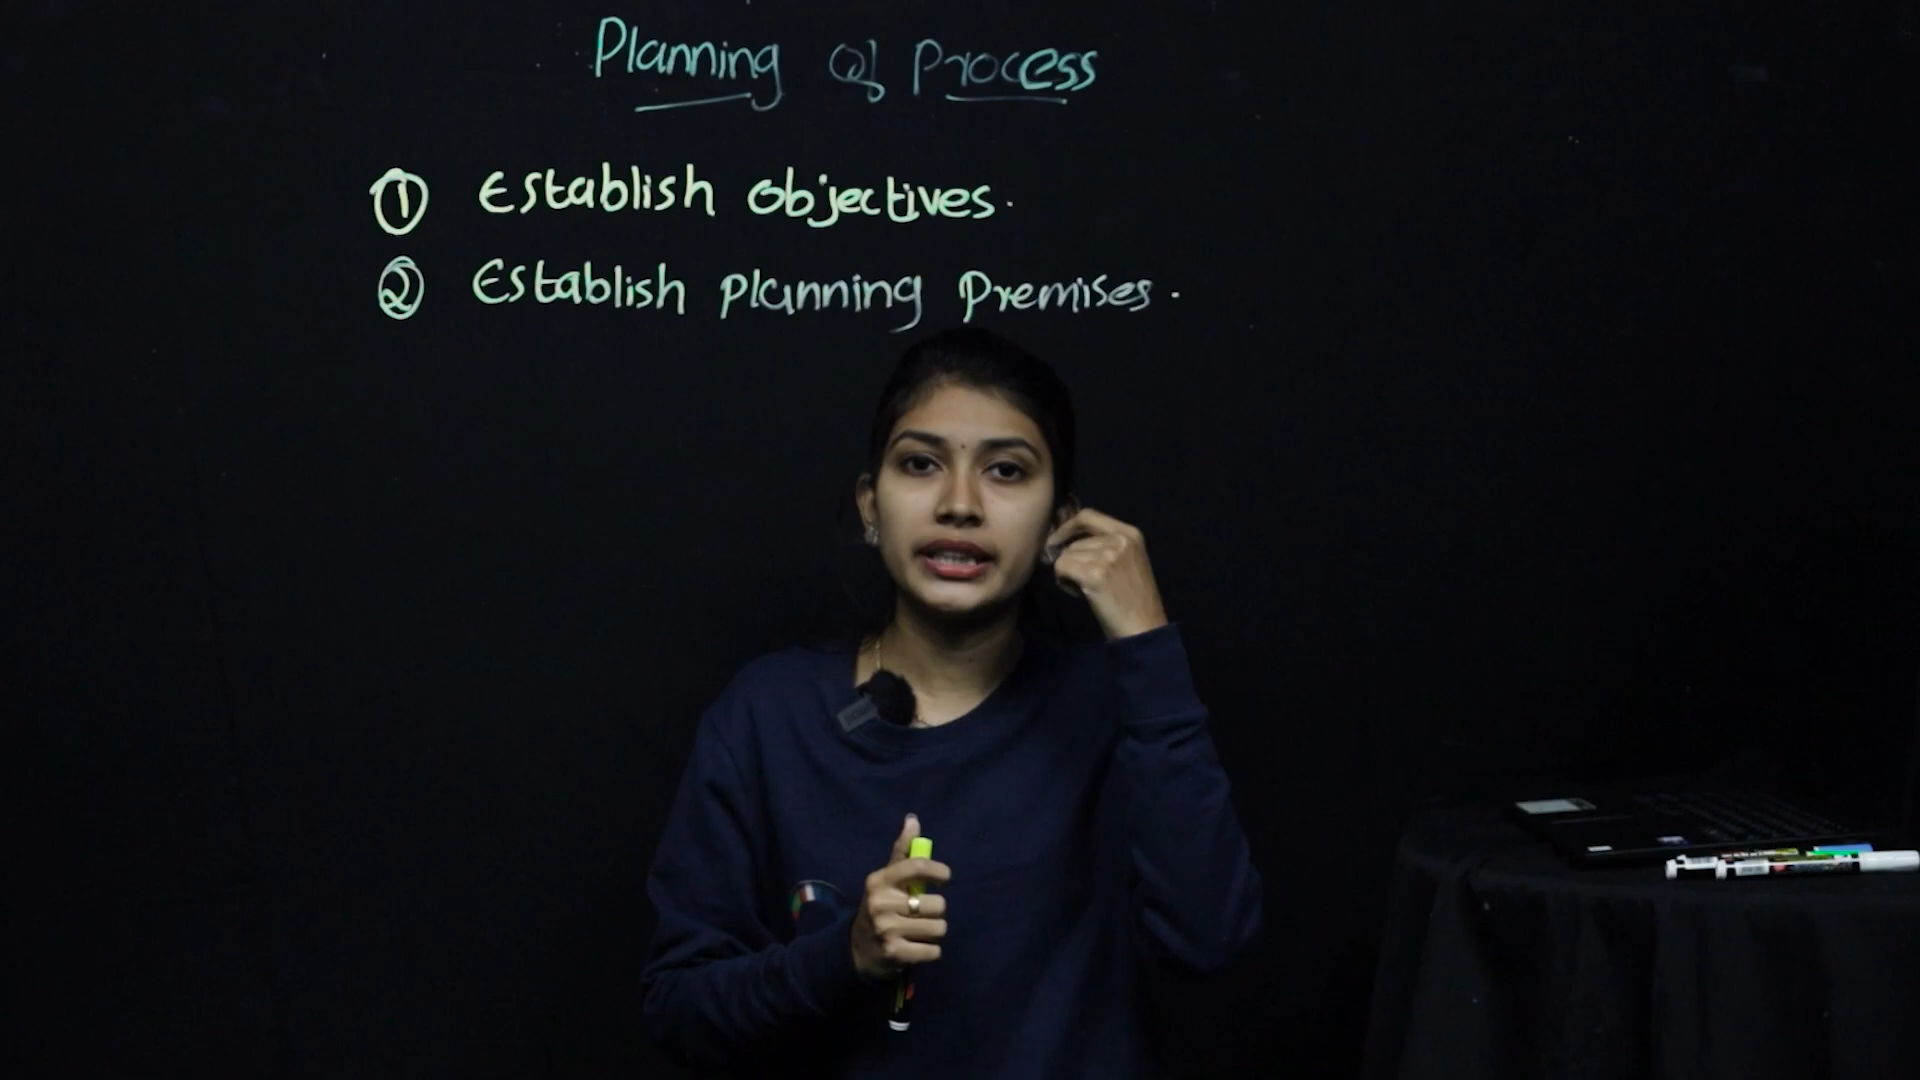 Planning of Process
① Establish objectives.
② Establish planning premises.